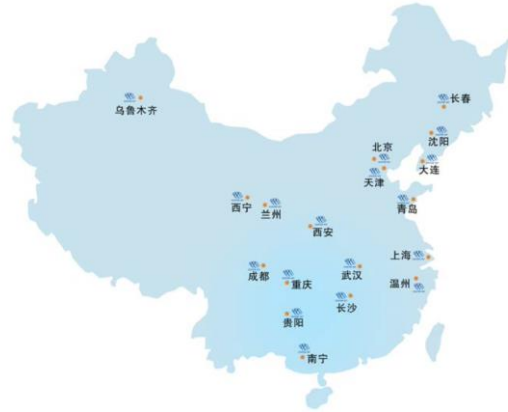 长春
乌鲁木齐
沈阳
北京
大连
天津
西宁
兰州
青岛
西安
上海
成都
武汉
重庆
温州
长沙
贵阳
南宁